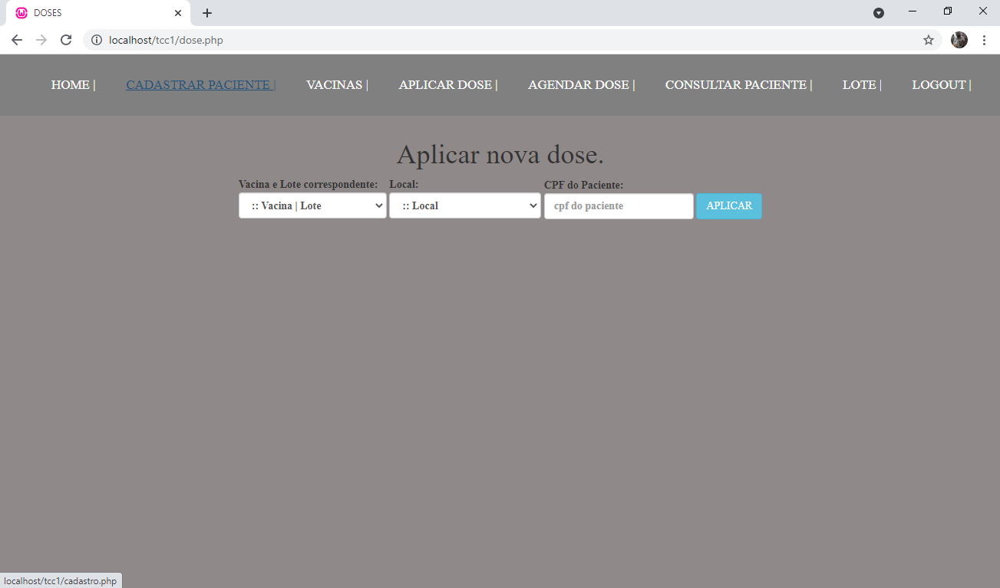 DOSES
localhost/tcc1/dose.php
HOME | CADASTRAR PACIENTE | VACINAS | APLICAR DOSE | AGENDAR DOSE | CONSULTAR PACIENTE | LOTE | LOGOUT |
Aplicar nova dose.
Vacina e Lote correspondente: Local: CPF do Paciente:
:: Vacina | Lote :: Local cpf do paciente APLICAR
localhost/tcc1/cadastro.php